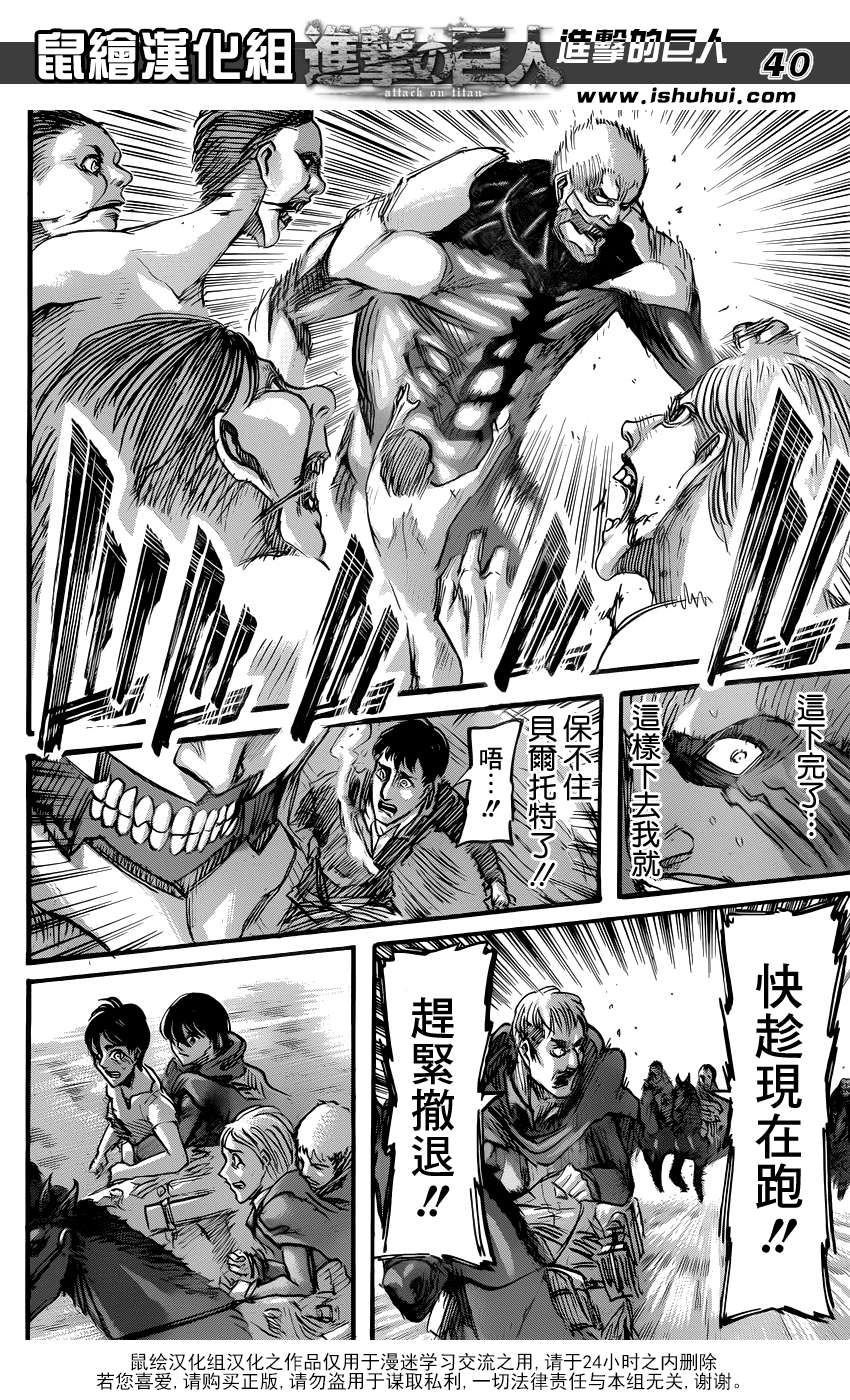 鼠繪漢化組
進撃の巨人
attack on titan
進擊的巨人
40
www.ishuhui.com
這下完了…
這樣下去我就
保不住
貝爾托特了!!
唔…!!
快趁現在跑!!
趕緊撤退!!
鼠绘汉化组汉化之作品仅用于漫迷学习交流之用,请于24小时之内删除
若您喜爱,请购买正版,请勿盗用于谋取私利,一切法律责任与本组无关,谢谢。